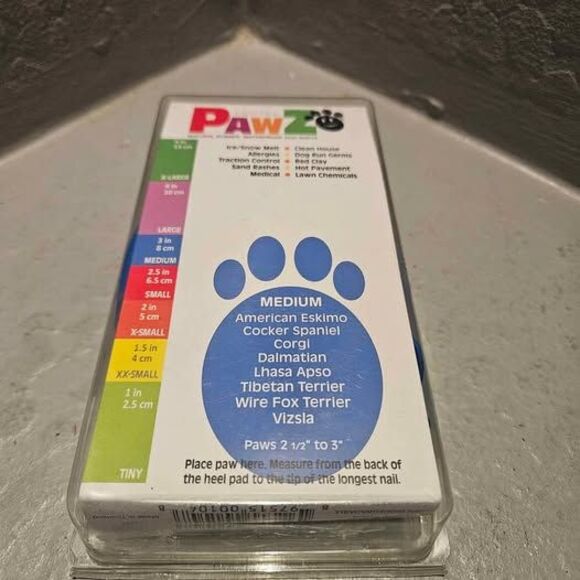 PAWZ
Ice/Snow Melt • Clean House
Allergies • Dog Run Germs
Traction Control • Red Clay
Sand Rashes • Hot Pavement
Medical • Lawn Chemicals
X-LARGE
4 in
10 cm
LARGE
3 in
8 cm
MEDIUM
2.5 in
6.5 cm
SMALL
2 in
5 cm
X-SMALL
1.5 in
4 cm
XX-SMALL
1 in
2.5 cm
TINY
MEDIUM
American Eskimo
Cocker Spaniel
Corgi
Dalmatian
Lhasa Apso
Tibetan Terrier
Wire Fox Terrier
Vizsla
Paws 2 1/2" to 3"
Place paw here. Measure from the back of
the heel pad to the tip of the longest nail.